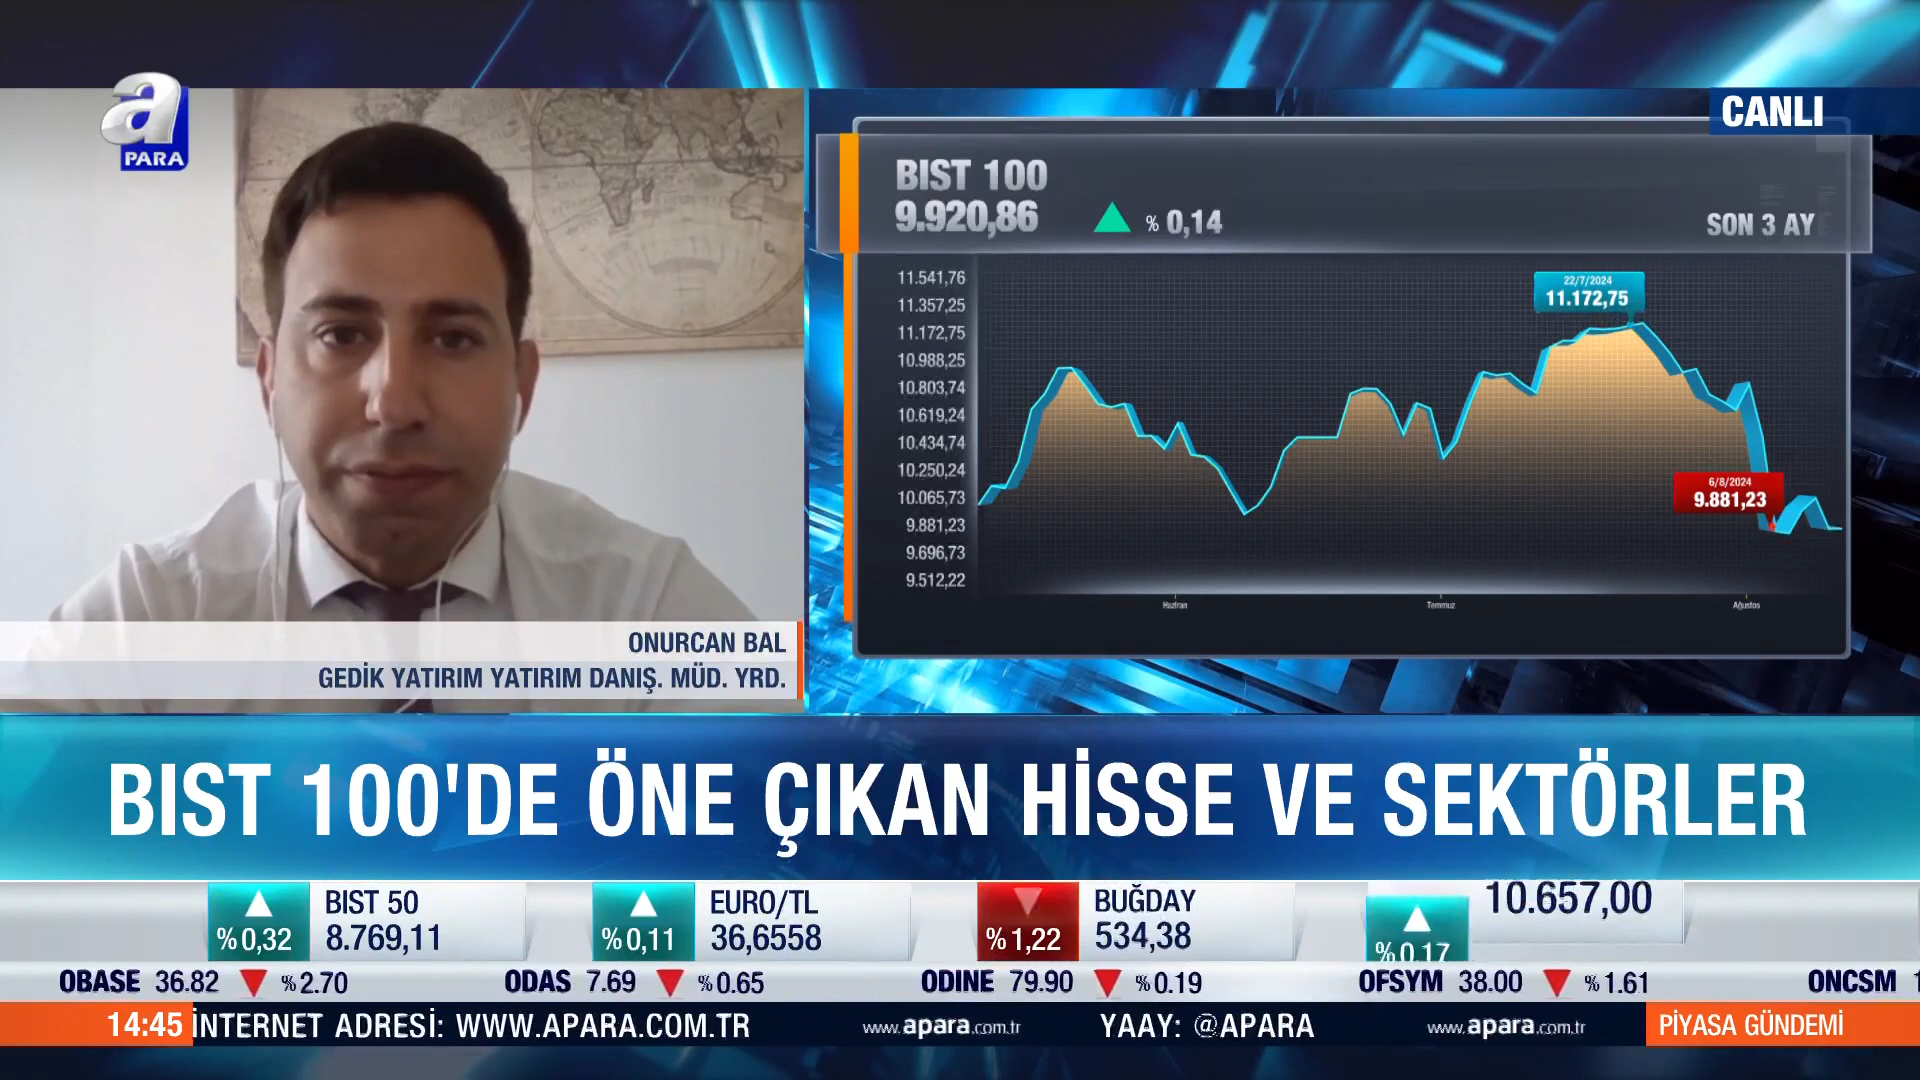 a
PARA
CANLI
BIST 100
9.920,86
% 0,14
SON 3 AY
11.541,76
11.357,25
11.172,75
10.988,25
10.803,74
10.619,24
10.434,74
10.250,24
10.065,73
9.881,23
9.696,73
9.512,22
22/7/2024
11.172,75
6/8/2024
9.881,23
Haziran
Temmuz
Ağustos
ONURCAN BAL
GEDİK YATIRIM YATIRIM DANIŞ. MÜD. YRD.
BIST 100'DE ÖNE ÇIKAN HİSSE VE SEKTÖRLER
BIST 50
%0,32 8.769,11
EURO/TL
%0,11 36,6558
BUĞDAY
%1,22 534,38
10.657,00
%0,17
OBASE 36.82 %2.70 ODAS 7.69 %0.65 ODINE 79.90 %0.19 OFSYM 38.00 %1.61 ONCSM
14:45 İNTERNET ADRESİ: WWW.APARA.COM.TR www.apara.com.tr YAAY: @APARA www.apara.com.tr PİYASA GÜNDEMİ